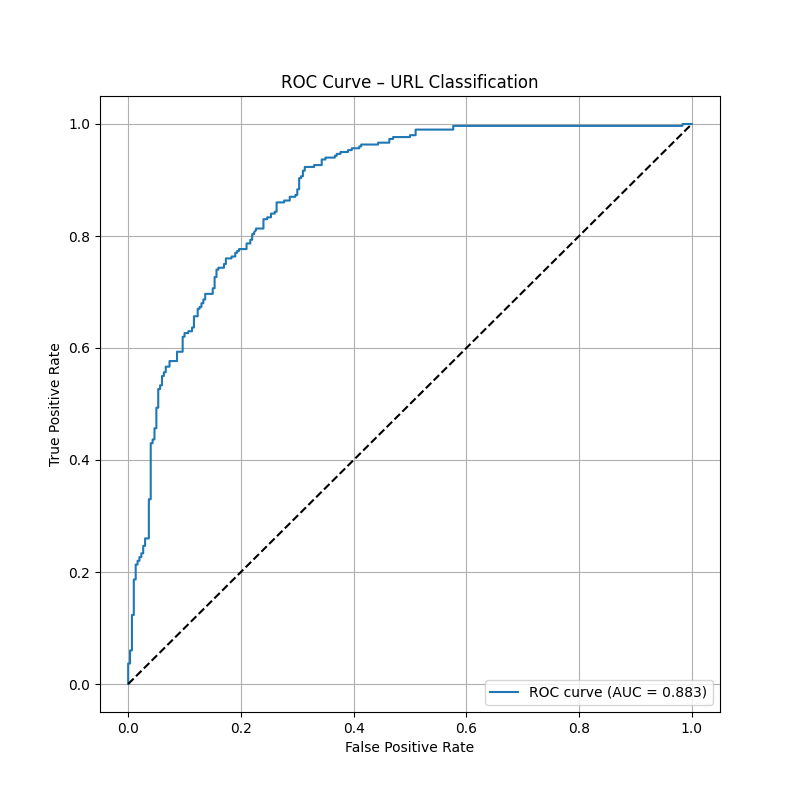 ROC Curve – URL Classification
True Positive Rate
1.0
0.8
0.6
0.4
0.2
0.0
ROC curve (AUC = 0.883)
0.0 0.2 0.4 0.6 0.8 1.0
False Positive Rate